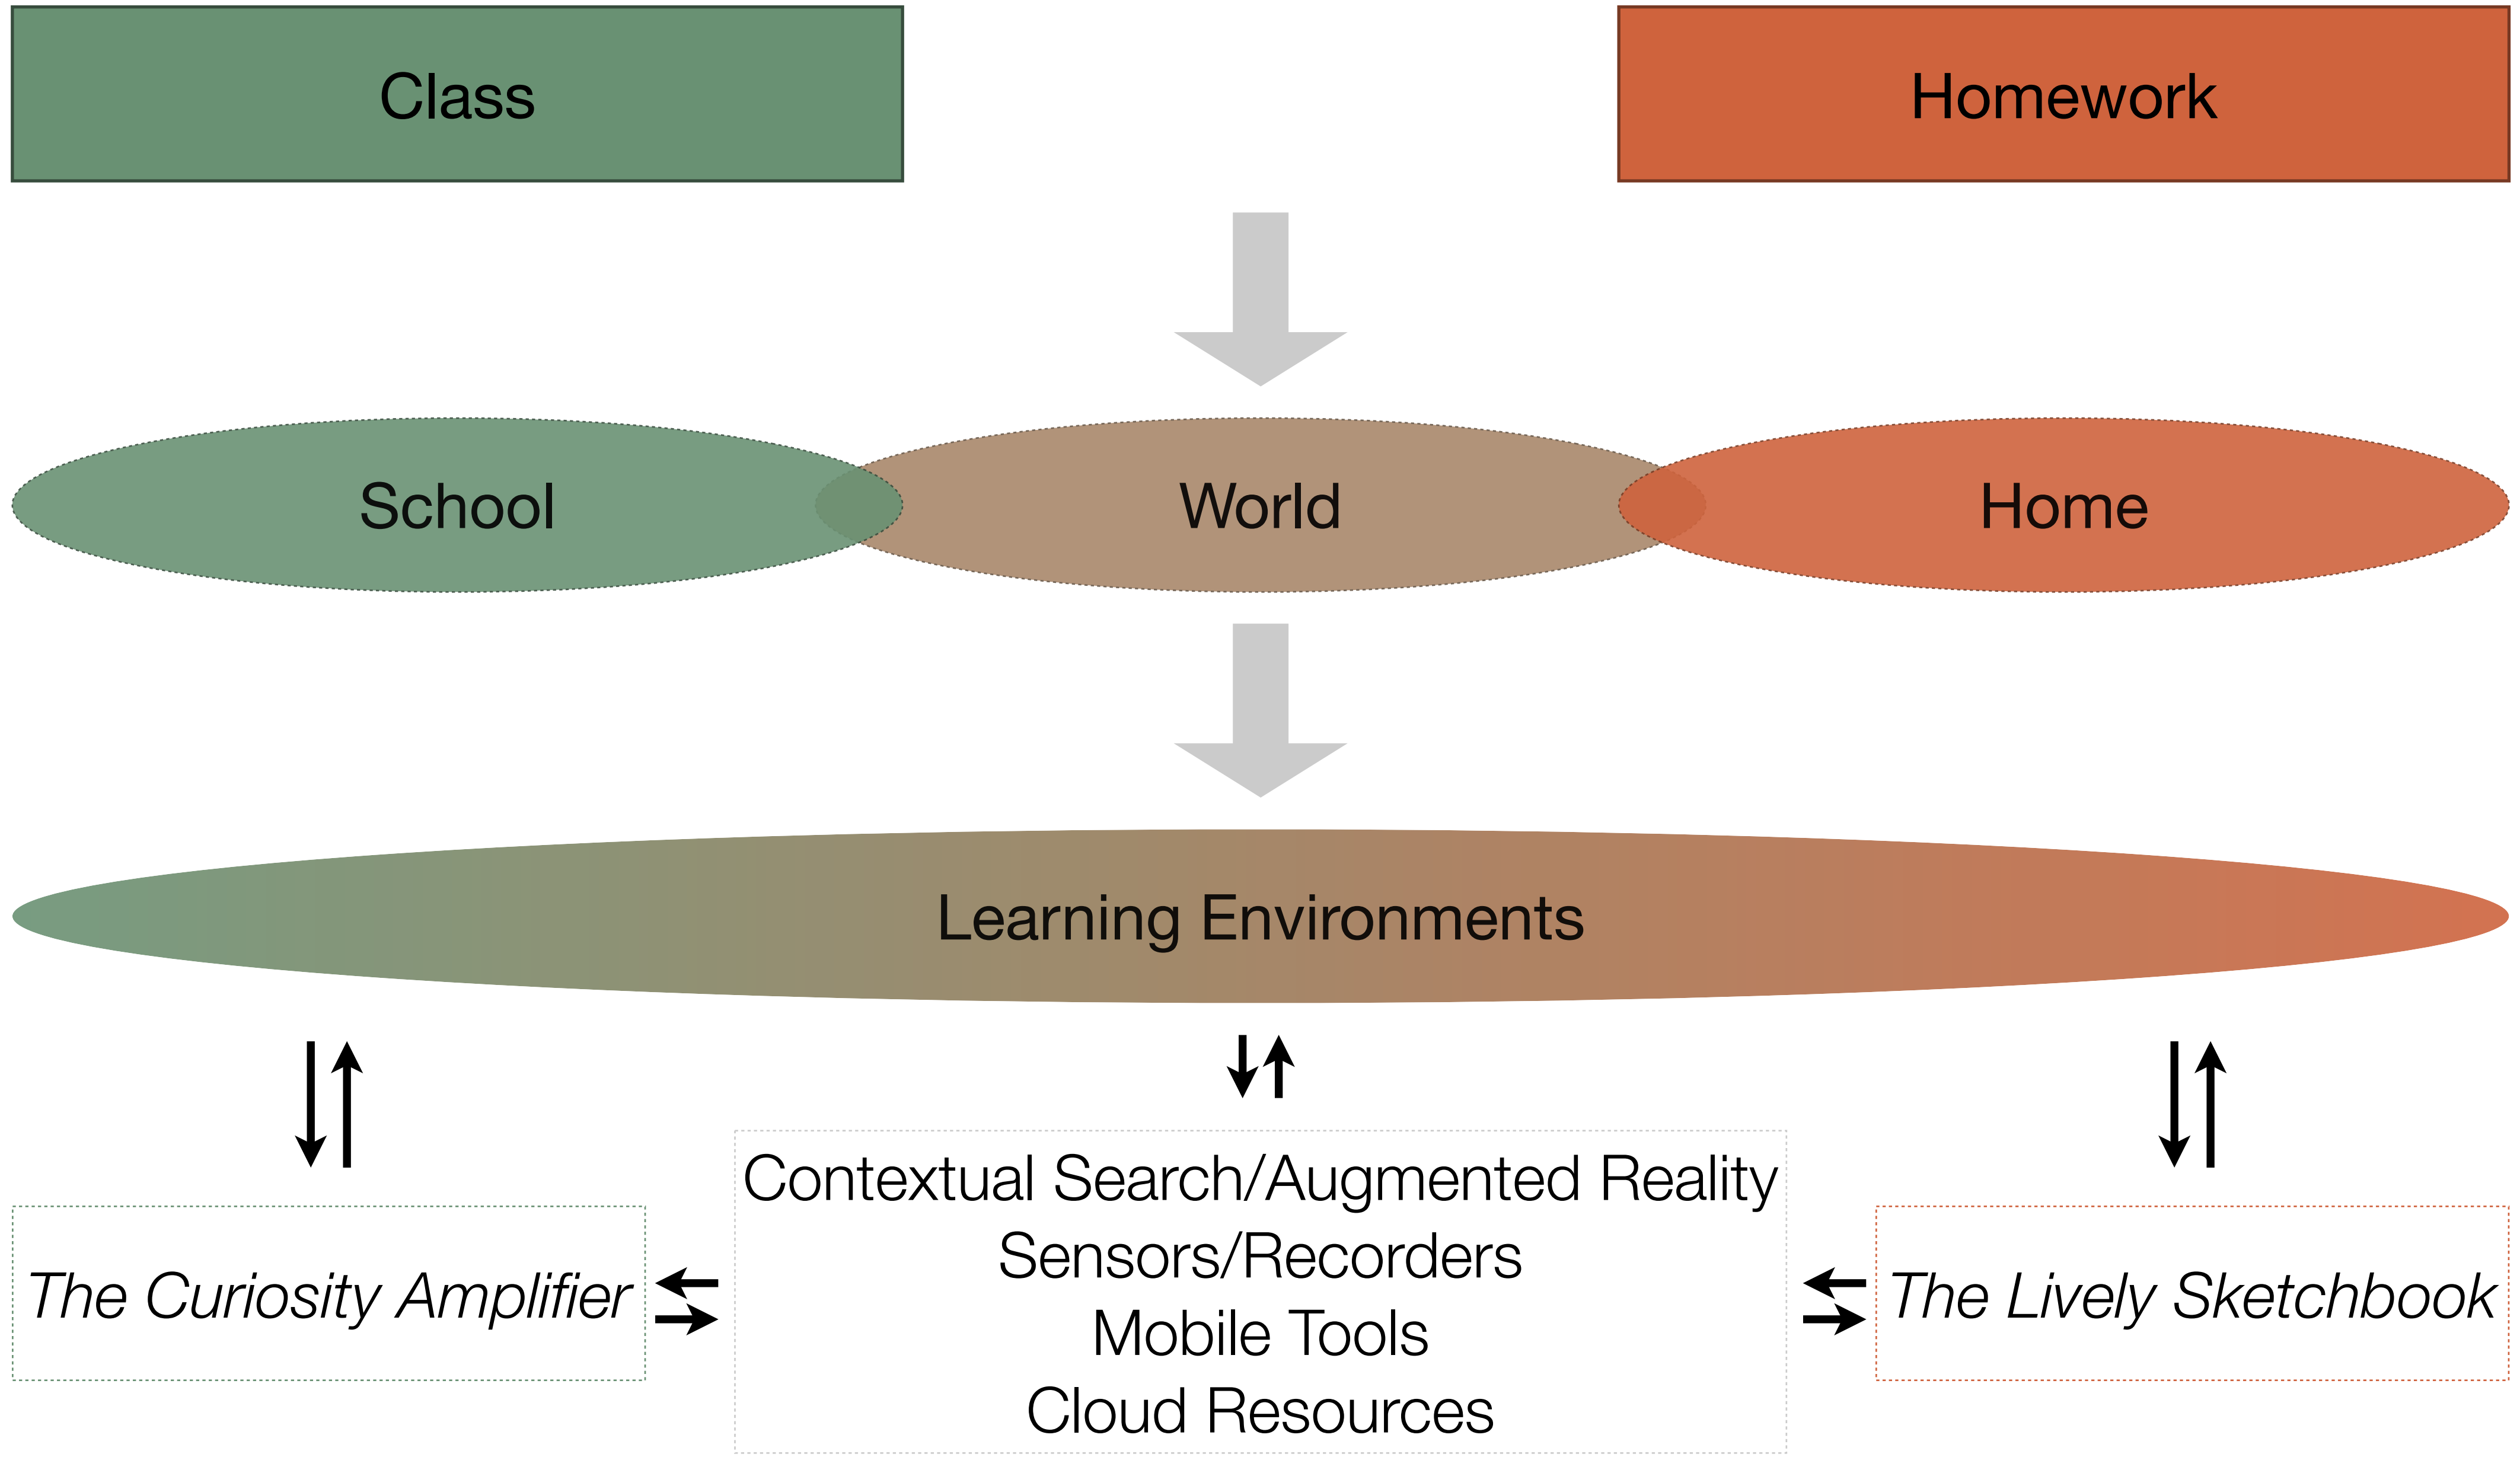 Class
Homework
School
World
Home
Learning Environments
The Curiosity Amplifier
Contextual Search/Augmented Reality
Sensors/Recorders
Mobile Tools
Cloud Resources
The Lively Sketchbook